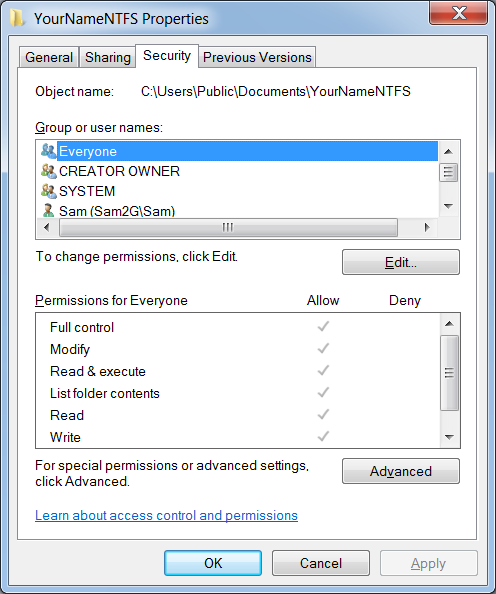 YourNameNTFS Properties
General Sharing Security Previous Versions
Object name: C:\Users\Public\Documents\YourNameNTFS
Group or user names:
Everyone
CREATOR OWNER
SYSTEM
Sam (Sam2G\Sam)
To change permissions, click Edit.
Edit...
Permissions for Everyone Allow Deny
Full control
Modify
Read & execute
List folder contents
Read
Write
For special permissions or advanced settings,
click Advanced.
Advanced
Learn about access control and permissions
OK Cancel Apply